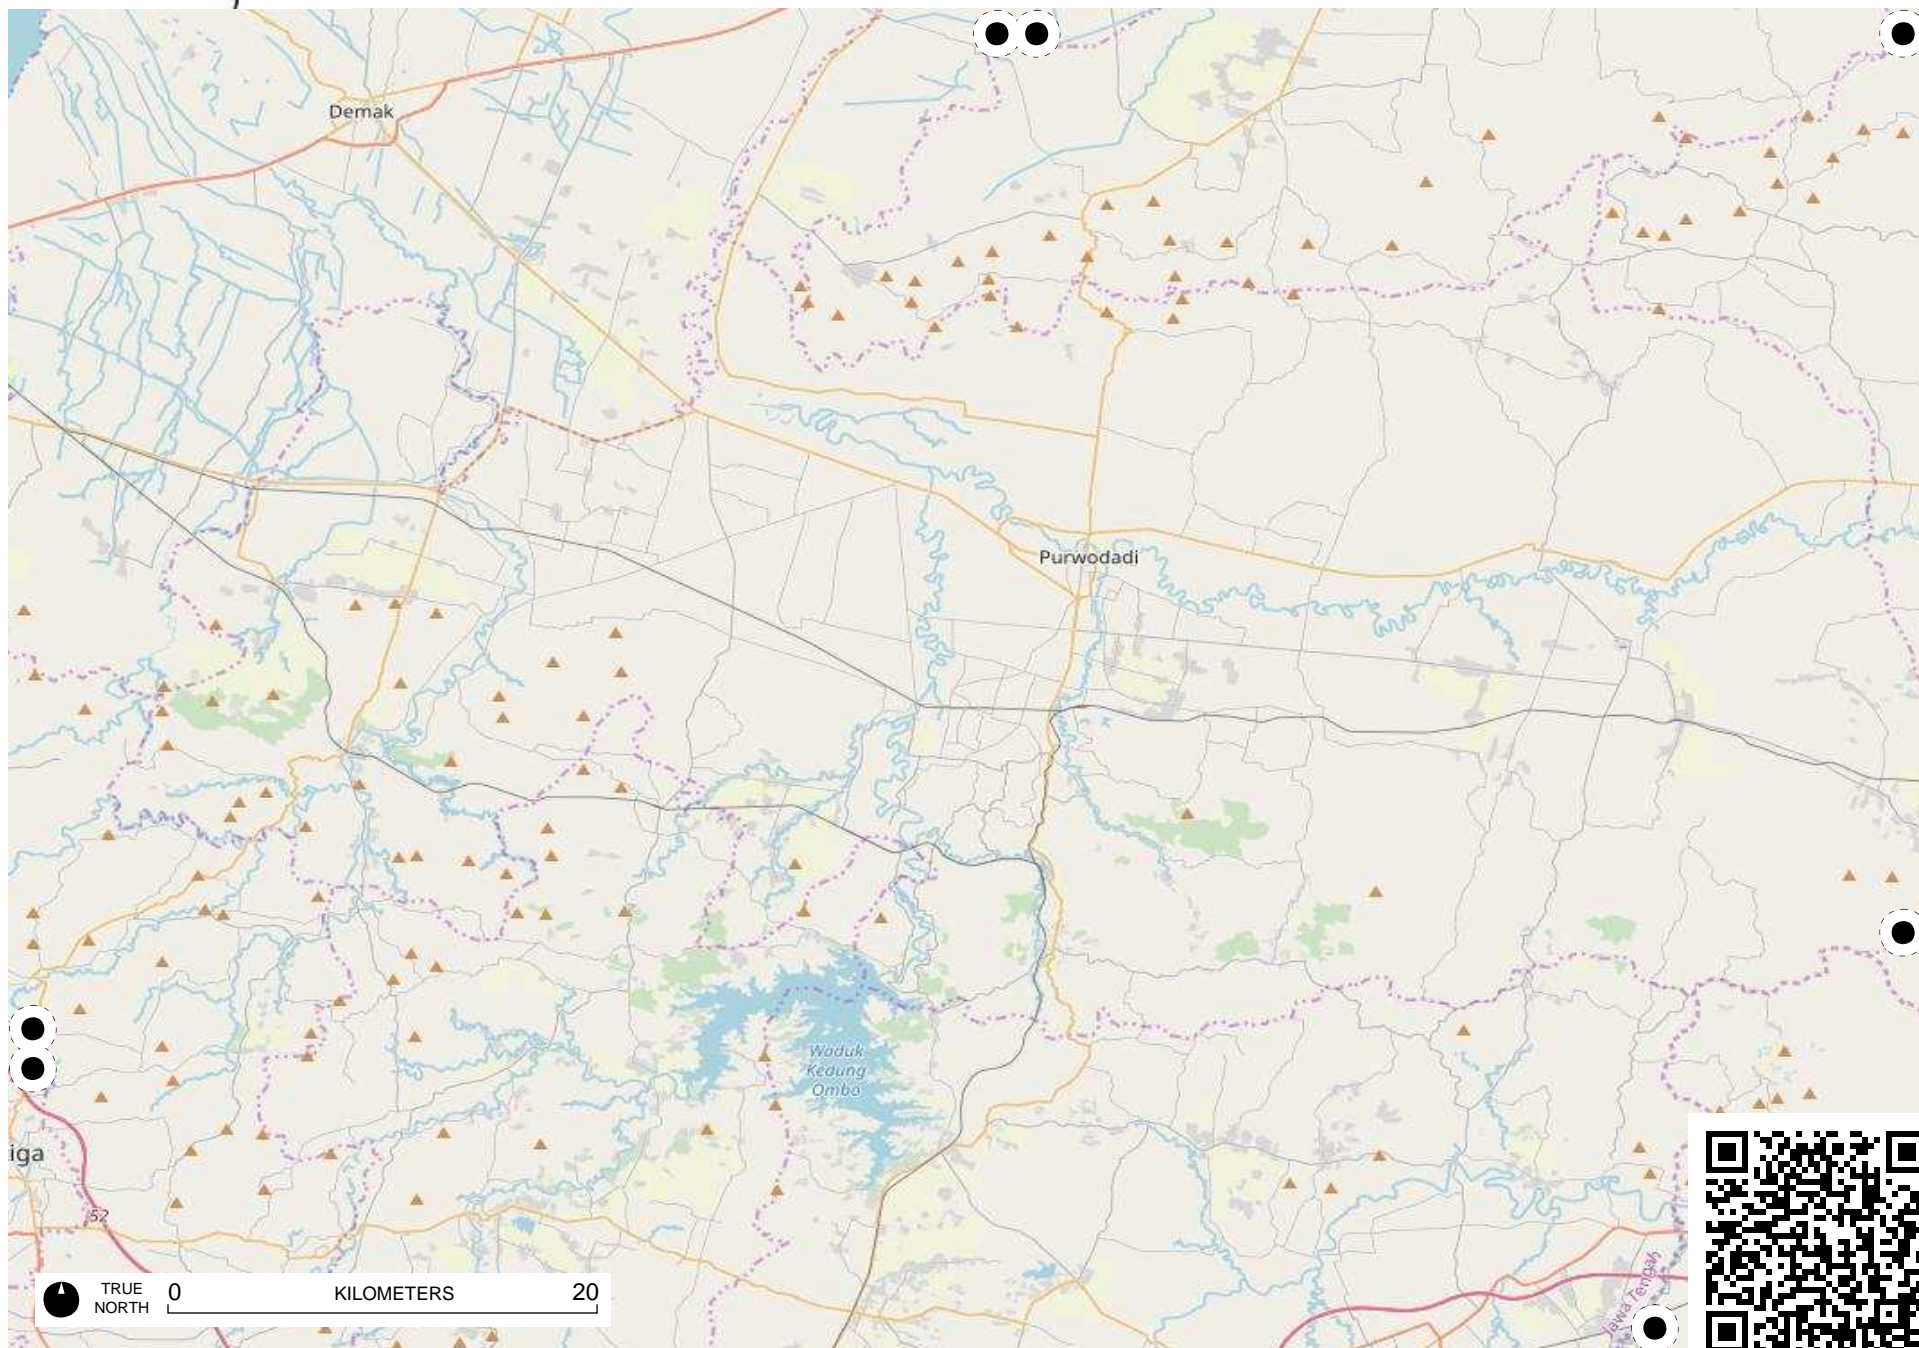 Demak
Purwodadi
Waduk
Kedung
Ombo
iga
52
TRUE
NORTH
0 KILOMETERS 20
Jawa Tengah